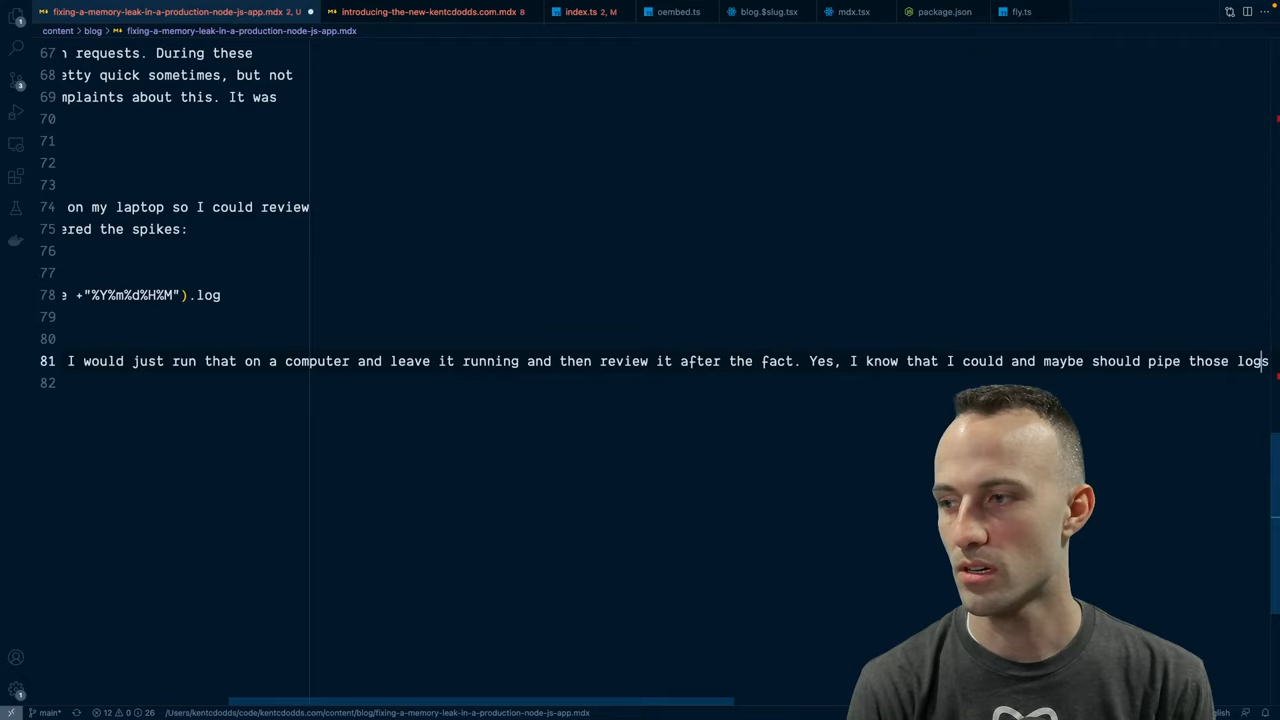 fixing-a-memory-leak-in-a-production-node-js-app.mdx 2, U
introducing-the-new-kentcdodds.com.mdx 8
index.ts 2, M
oembed.ts
blog.$slug.tsx
mdx.tsx
package.json
fly.ts
content blog fixing-a-memory-leak-in-a-production-node-js-app.mdx
67 requests. During these
68 etty quick sometimes, but not
69 mplaints about this. It was
70
71
72
73
74 on my laptop so I could review
75 ered the spikes:
76
77
78 e +"%Y%m%d%H%M").log
79
80
81 I would just run that on a computer and leave it running and then review it after the fact. Yes, I know that I could and maybe should pipe those logs
82
main* 12 0 26 /Users/kentcdodds/code/kentcdodds.com/content/blog/fixing-a-memory-leak-in-a-production-node-js-app.mdx glish